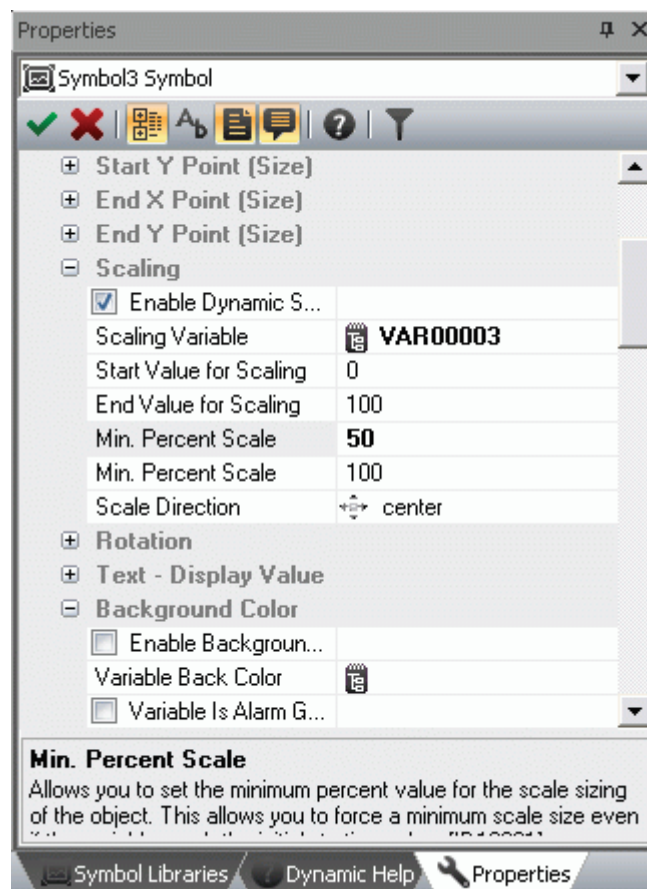 Properties
Symbol3 Symbol
Start Y Point (Size)
End X Point (Size)
End Y Point (Size)
Scaling
Enable Dynamic S...
Scaling Variable VAR00003
Start Value for Scaling 0
End Value for Scaling 100
Min. Percent Scale 50
Min. Percent Scale 100
Scale Direction center
Rotation
Text - Display Value
Background Color
Enable Backgroun...
Variable Back Color
Variable Is Alarm G...
Min. Percent Scale
Allows you to set the minimum percent value for the scale sizing
of the object. This allows you to force a minimum scale size even
Symbol Libraries Dynamic Help Properties